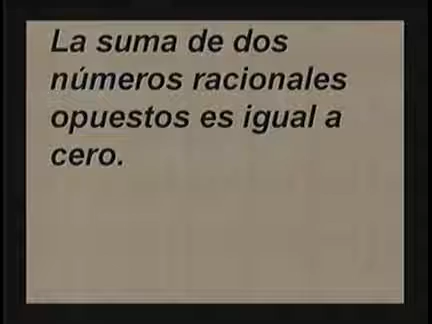 La suma de dos
números racionales
opuestos es igual a
cero.